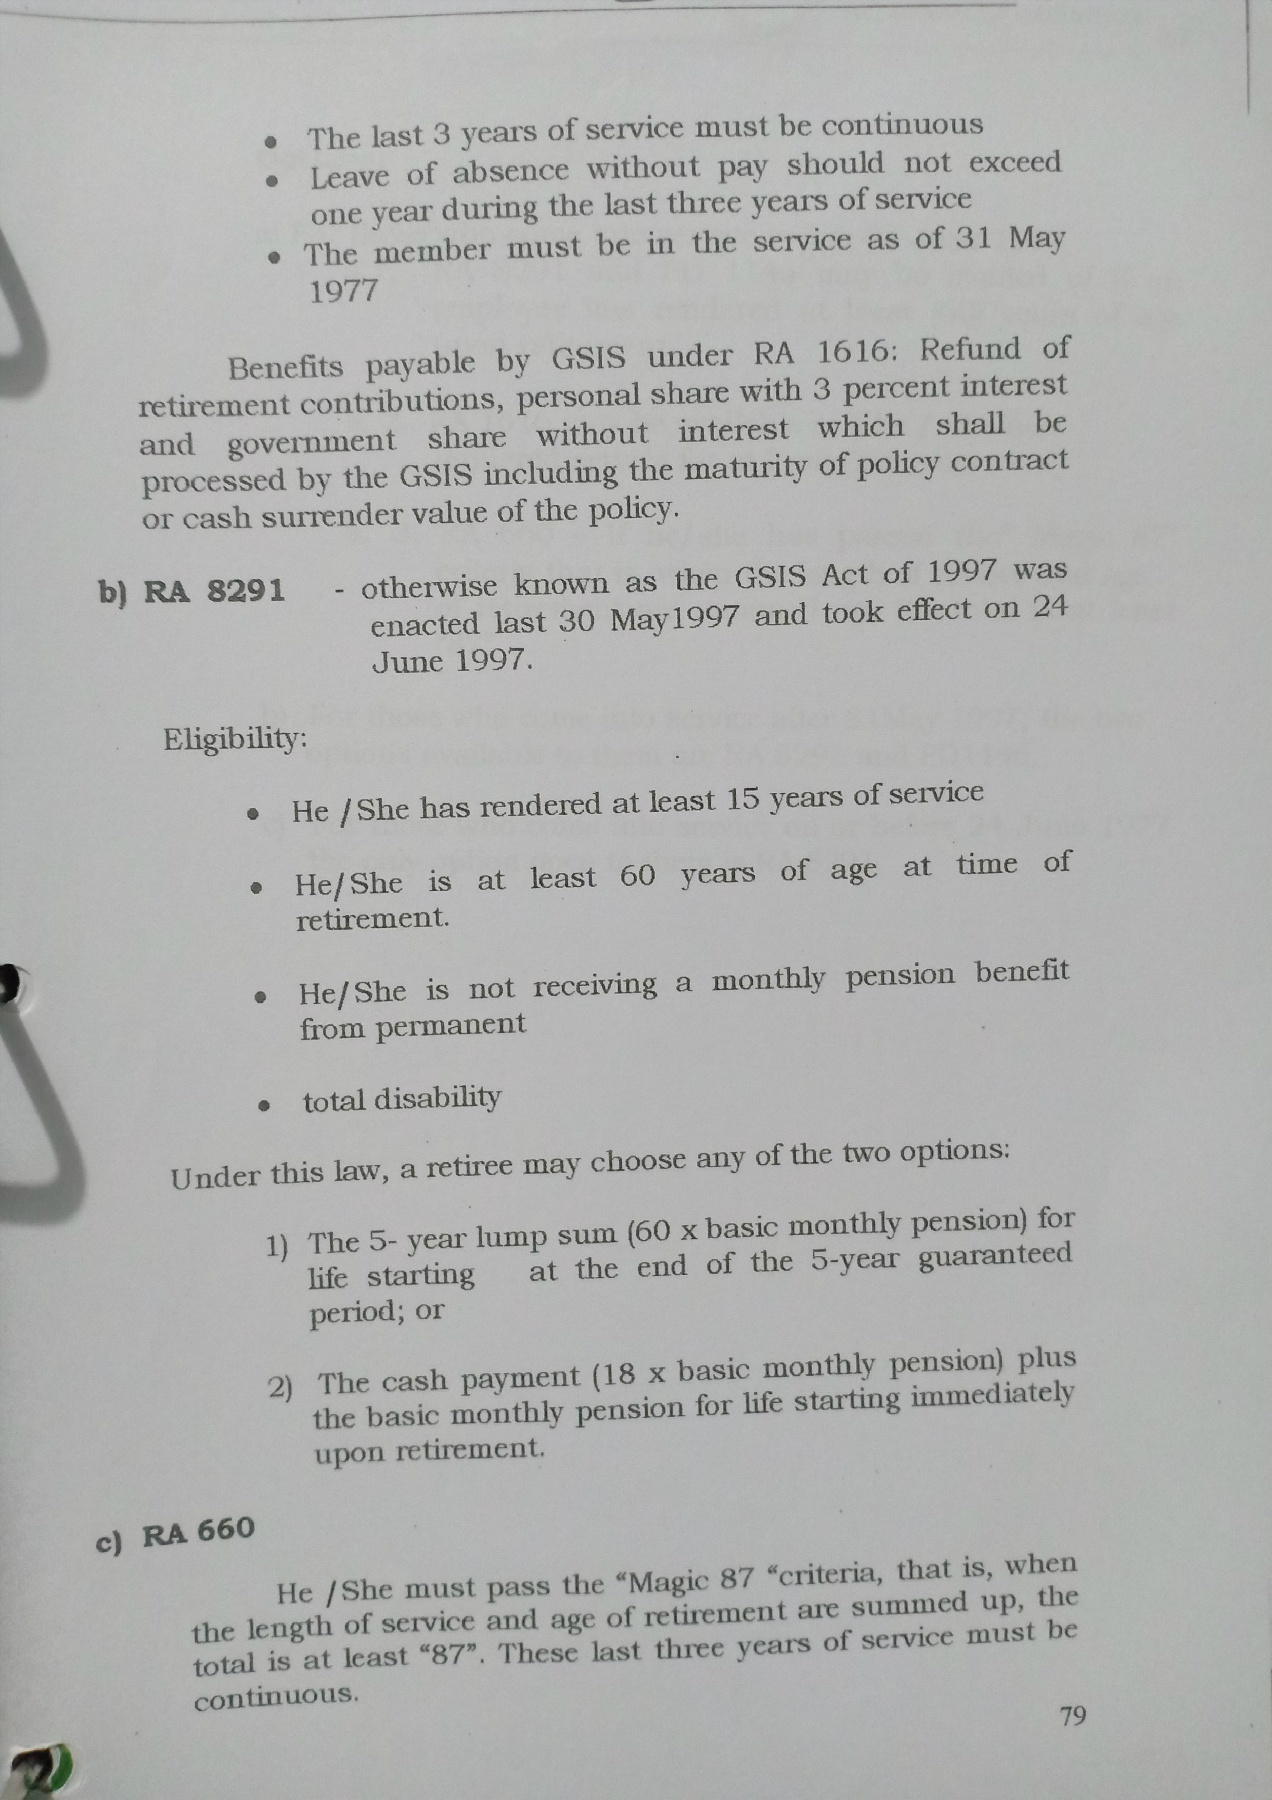 • The last 3 years of service must be continuous
• Leave of absence without pay should not exceed
one year during the last three years of service
• The member must be in the service as of 31 May
1977
Benefits payable by GSIS under RA 1616: Refund of
retirement contributions, personal share with 3 percent interest
and government share without interest which shall be
processed by the GSIS including the maturity of policy contract
or cash surrender value of the policy.
b) RA 8291 - otherwise known as the GSIS Act of 1997 was
enacted last 30 May1997 and took effect on 24
June 1997.
Eligibility:
• He /She has rendered at least 15 years of service
• He/She is at least 60 years of age at time of
retirement.
• He/She is not receiving a monthly pension benefit
from permanent
• total disability
Under this law, a retiree may choose any of the two options:
1) The 5- year lump sum (60 x basic monthly pension) for
life starting at the end of the 5-year guaranteed
period; or
2) The cash payment (18 x basic monthly pension) plus
the basic monthly pension for life starting immediately
upon retirement.
c) RA 660
He /She must pass the “Magic 87 “criteria, that is, when
the length of service and age of retirement are summed up, the
total is at least “87”. These last three years of service must be
continuous.
79